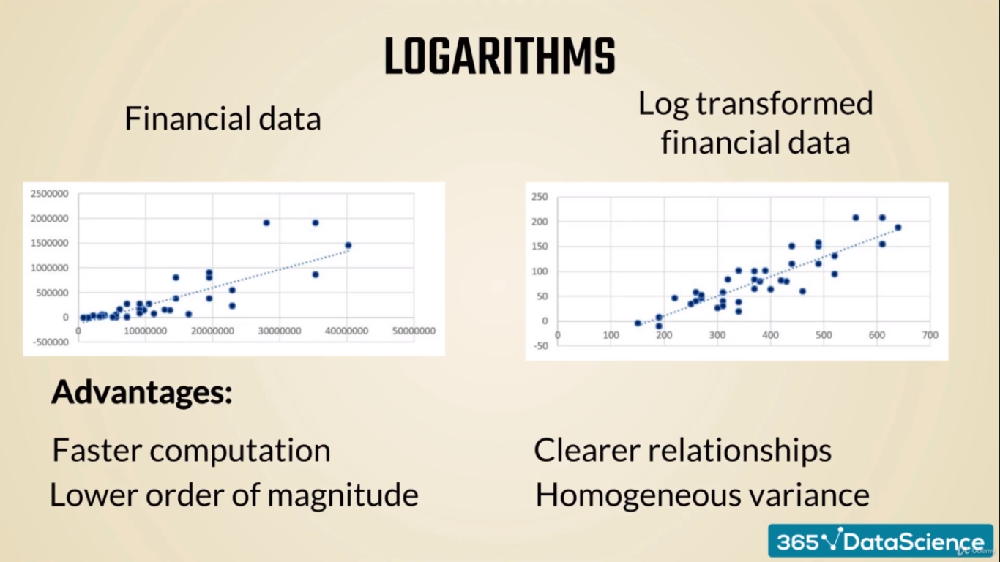 LOGARITHMS
Financial data
Log transformed
financial data
2500000
2000000
1500000
1000000
500000
0
-500000
0 10000000 20000000 30000000 40000000 50000000
250
200
150
100
50
0
-50
0 100 200 300 400 500 600 700
Advantages:
Faster computation
Clearer relationships
Lower order of magnitude
Homogeneous variance
365 DataScience
Udemy